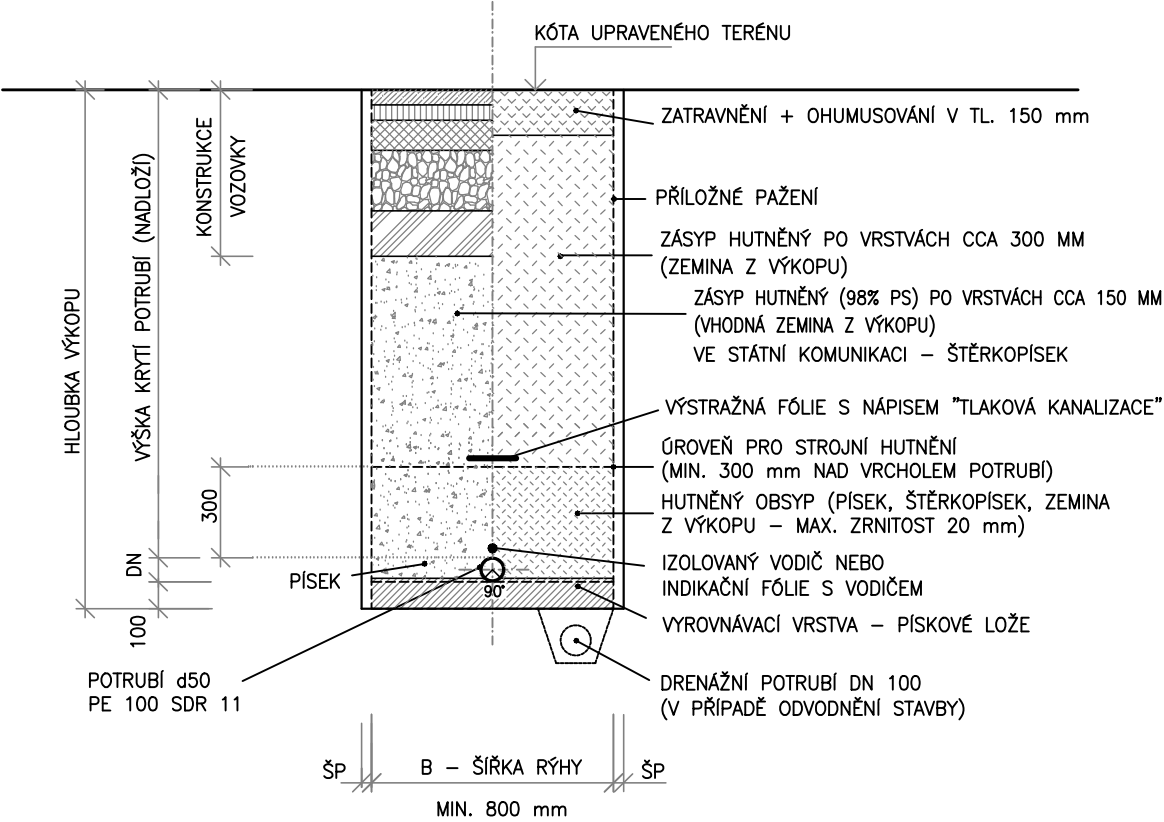 KÓTA UPRAVENÉHO TERÉNU
ZATRAVNĚNÍ + OHUMUSOVÁNÍ V TL. 150 mm
KONSTRUKCE
VOZOVKY
VÝŠKA KRYTÍ POTRUBÍ (NADLOŽÍ)
HLOUBKA VÝKOPU
PŘÍLOŽNÉ PAŽENÍ
ZÁSYP HUTNĚNÝ PO VRSTVÁCH CCA 300 MM
(ZEMINA Z VÝKOPU)
ZÁSYP HUTNĚNÝ (98% PS) PO VRSTVÁCH CCA 150 MM
(VHODNÁ ZEMINA Z VÝKOPU)
VE STÁTNÍ KOMUNIKACI – ŠTĚRKOPÍSEK
VÝSTRAŽNÁ FÓLIE S NÁPISEM "TLAKOVÁ KANALIZACE"
ÚROVEŇ PRO STROJNÍ HUTNĚNÍ
(MIN. 300 mm NAD VRCHOLEM POTRUBÍ)
300
HUTNĚNÝ OBSYP (PÍSEK, ŠTĚRKOPÍSEK, ZEMINA
Z VÝKOPU – MAX. ZRNITOST 20 mm)
DN
PÍSEK
90°
IZOLOVANÝ VODIČ NEBO
INDIKAČNÍ FÓLIE S VODIČEM
100
VYROVNÁVACÍ VRSTVA – PÍSKOVÉ LOŽE
POTRUBÍ d50
PE 100 SDR 11
DRENÁŽNÍ POTRUBÍ DN 100
(V PŘÍPADĚ ODVODNĚNÍ STAVBY)
ŠP
B – ŠÍŘKA RÝHY
ŠP
MIN. 800 mm